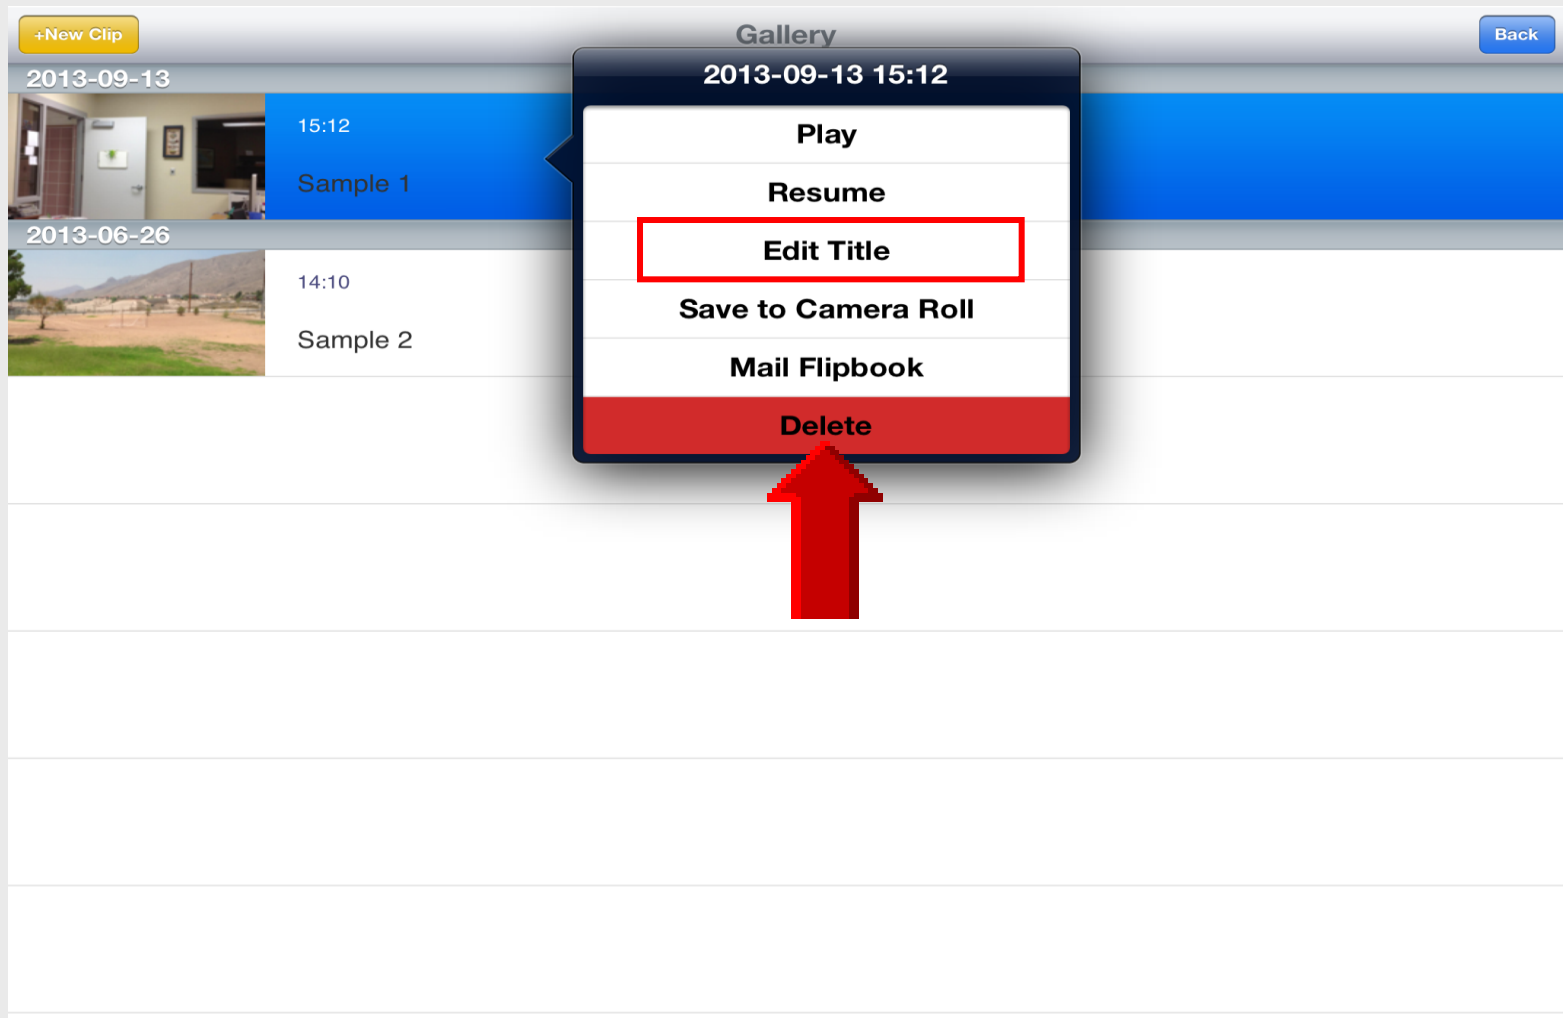 +New Clip
Gallery
Back
2013-09-13
15:12
Sample 1
2013-06-26
14:10
Sample 2
2013-09-13 15:12
Play
Resume
Edit Title
Save to Camera Roll
Mail Flipbook
Delete